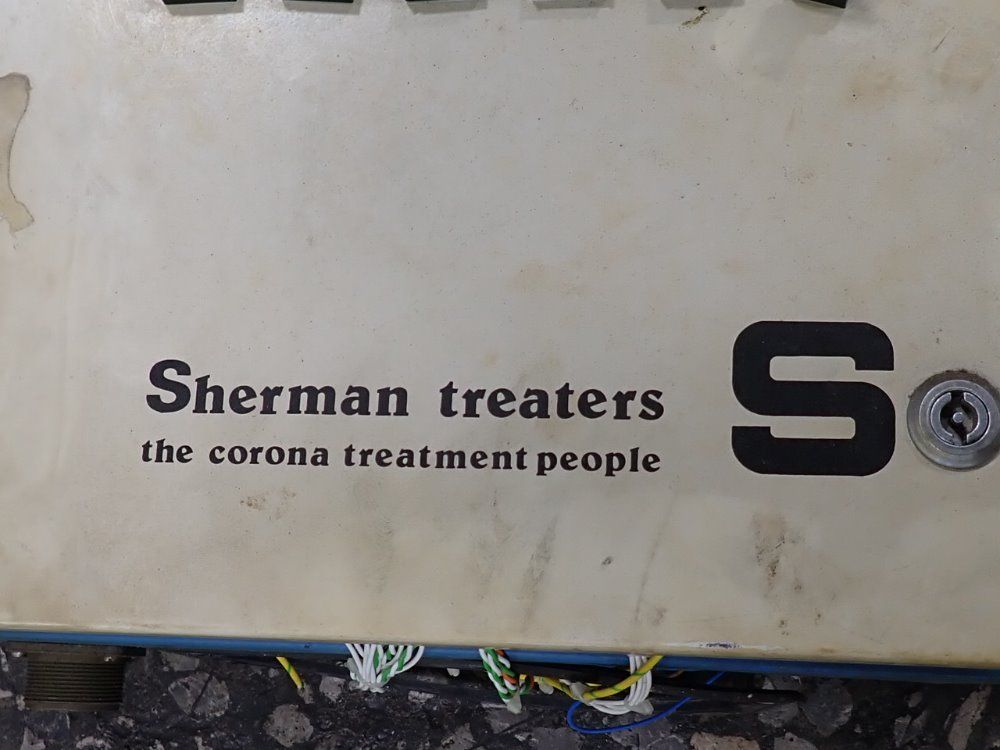 Sherman treaters
the corona treatment people
S